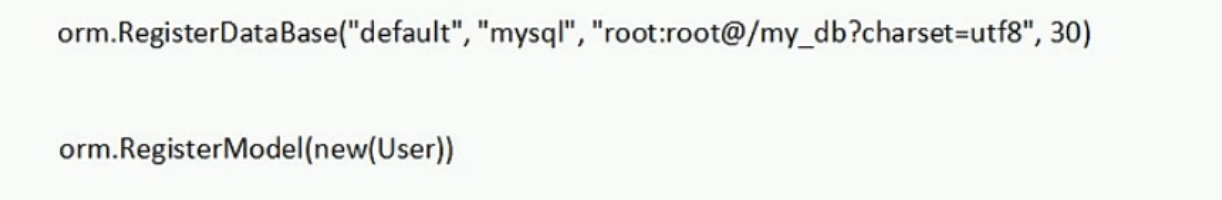 orm.RegisterDataBase("default", "mysql", "root:root@/my_db?charset=utf8", 30)
orm.RegisterModel(new(User))